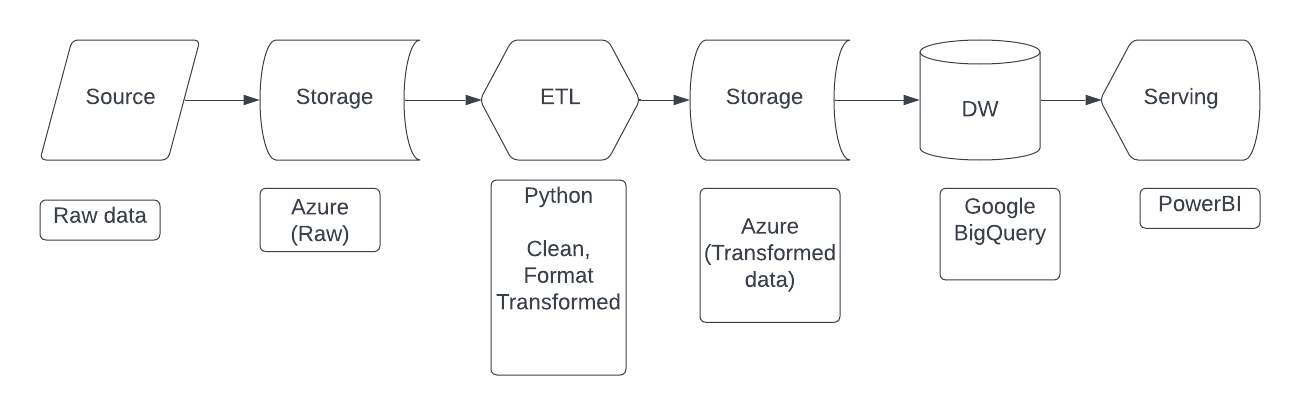 Source
Storage
ETL
Storage
DW
Serving
Raw data
Azure
(Raw)
Python
Clean,
Format
Transformed
Azure
(Transformed
data)
Google
BigQuery
PowerBI